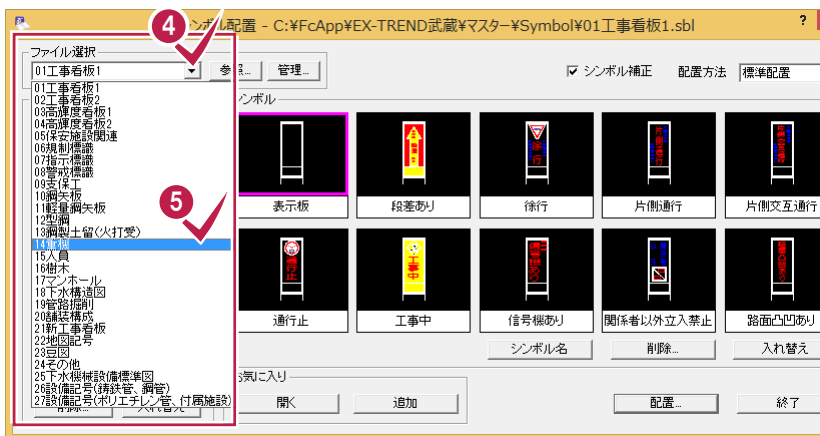 シンボル配置 - C:¥FcApp¥EX-TREND武蔵¥マスター¥Symbol¥01工事看板1.sbl
?
4
ファイル選択
01工事看板1
参照...
管理...
シンボル補正
配置方法
標準配置
01工事看板1
02工事看板2
03高輝度看板1
04高輝度看板2
05保安施設関連
06規制標識
07指示標識
08警戒標識
09支保工
10鋼矢板
11軽量鋼矢板
12型鋼
13鋼製土留(火打受)
14重機
15人員
16樹木
17マンホール
18下水構造図
19管路掘削
20舗装構成
21新工事看板
22地図記号
23豆図
24その他
25下水機械設備標準図
26設備記号(鋳鉄管、鋼管)
27設備記号(ポリエチレン管、付属施設)
5
シンボル
表示板
段差あり
徐行
片側通行
片側交互通行
通行止
工事中
信号機あり
関係者以外立入禁止
路面凸凹あり
シンボル名
削除...
入れ替え
削除...
入れ替え
お気に入り
開く
追加
配置...
終了